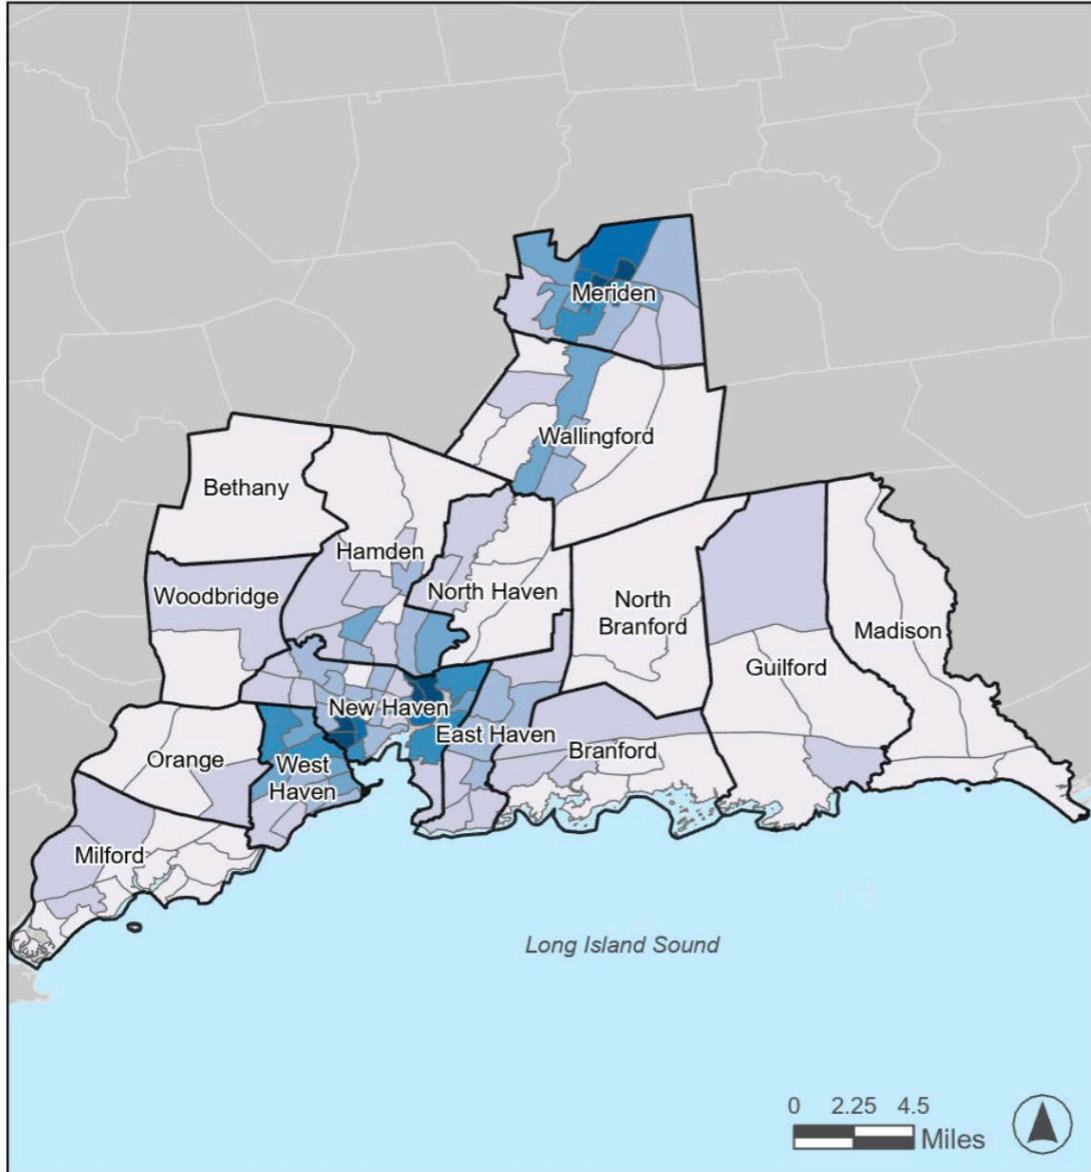 Meriden
Wallingford
Bethany
Hamden
Woodbridge
North Haven
North
Branford
Madison
Guilford
New Haven
East Haven
Branford
Orange
West
Haven
Milford
Long Island Sound
0 2.25 4.5
Miles